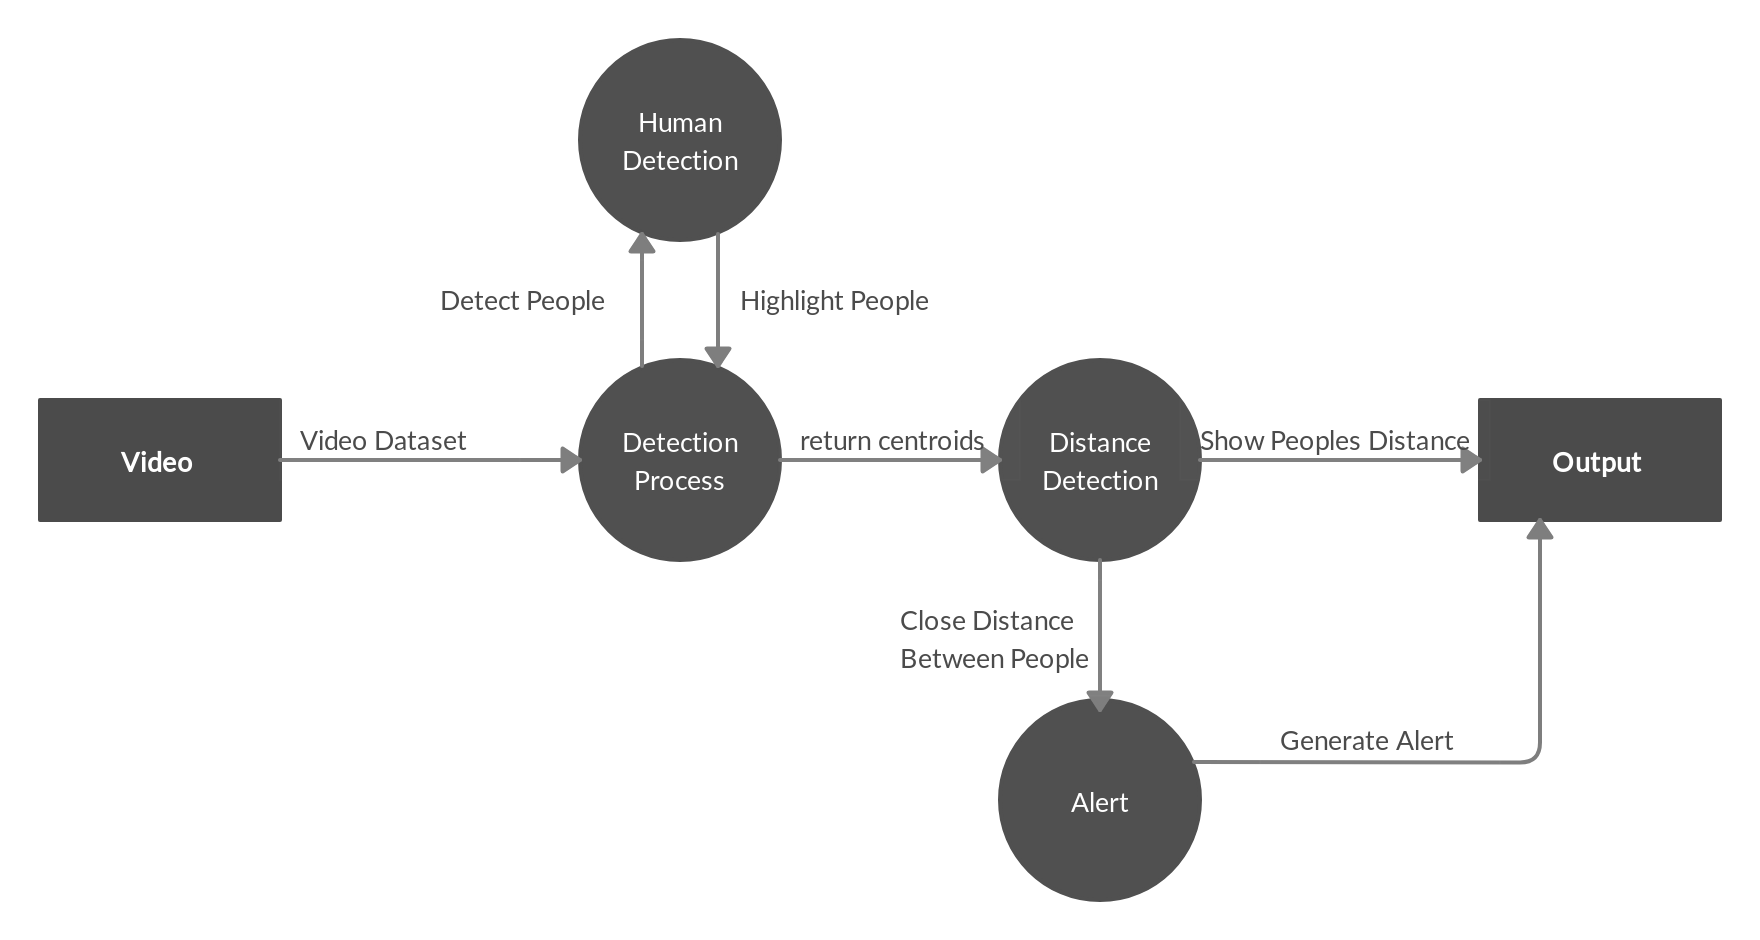 Human
Detection
Detect People
Highlight People
Video
Video Dataset
Detection
Process
return centroids
Distance
Detection
Show Peoples Distance
Output
Close Distance
Between People
Generate Alert
Alert